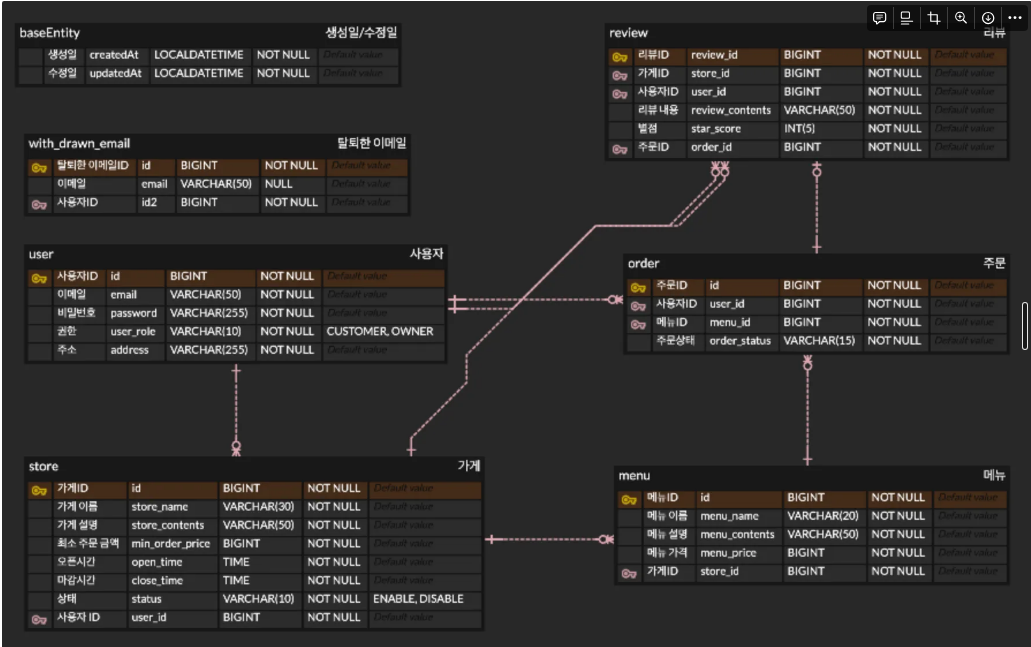 baseEntity 생성일/수정일
생성일 createdAt LOCALDATETIME NOT NULL Default value
수정일 updatedAt LOCALDATETIME NOT NULL Default value
with_drawn_email 탈퇴한 이메일
탈퇴한 이메일ID id BIGINT NOT NULL Default value
이메일 email VARCHAR(50) NULL Default value
사용자ID id2 BIGINT NOT NULL Default value
user 사용자
사용자ID id BIGINT NOT NULL Default value
이메일 email VARCHAR(50) NOT NULL Default value
비밀번호 password VARCHAR(255) NOT NULL Default value
권한 user_role VARCHAR(10) NOT NULL CUSTOMER, OWNER
주소 address VARCHAR(255) NOT NULL Default value
store 가게
가게ID id BIGINT NOT NULL Default value
가게 이름 store_name VARCHAR(30) NOT NULL Default value
가게 설명 store_contents VARCHAR(50) NOT NULL Default value
최소 주문 금액 min_order_price BIGINT NOT NULL Default value
오픈시간 open_time TIME NOT NULL Default value
마감시간 close_time TIME NOT NULL Default value
상태 status VARCHAR(10) NOT NULL ENABLE, DISABLE
사용자 ID user_id BIGINT NOT NULL Default value
review 리뷰
리뷰ID review_id BIGINT NOT NULL Default value
가게ID store_id BIGINT NOT NULL Default value
사용자ID user_id BIGINT NOT NULL Default value
리뷰 내용 review_contents VARCHAR(50) NOT NULL Default value
별점 star_score INT(5) NOT NULL Default value
주문ID order_id BIGINT NOT NULL Default value
order 주문
주문ID id BIGINT NOT NULL Default value
사용자ID user_id BIGINT NOT NULL Default value
메뉴ID menu_id BIGINT NOT NULL Default value
주문상태 order_status VARCHAR(15) NOT NULL Default value
menu 메뉴
메뉴ID id BIGINT NOT NULL Default value
메뉴 이름 menu_name VARCHAR(20) NOT NULL Default value
메뉴 설명 menu_contents VARCHAR(50) NOT NULL Default value
메뉴 가격 menu_price BIGINT NOT NULL Default value
가게ID store_id BIGINT NOT NULL Default value